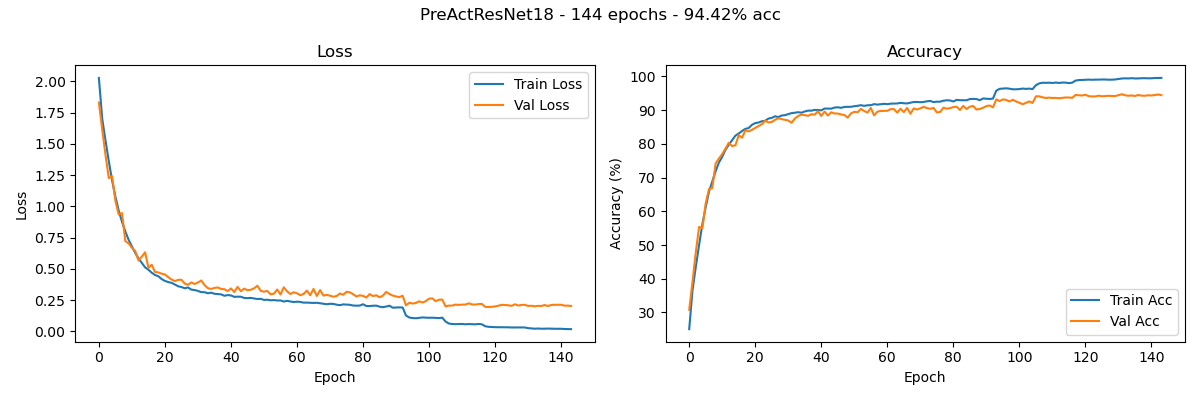 PreActResNet18 - 144 epochs - 94.42% acc
Loss
2.00
1.75
1.50
1.25
1.00
0.75
0.50
0.25
0.00
Loss
Train Loss
Val Loss
0 20 40 60 80 100 120 140
Epoch
Accuracy
100
90
80
70
60
50
40
30
Accuracy (%)
Train Acc
Val Acc
0 20 40 60 80 100 120 140
Epoch